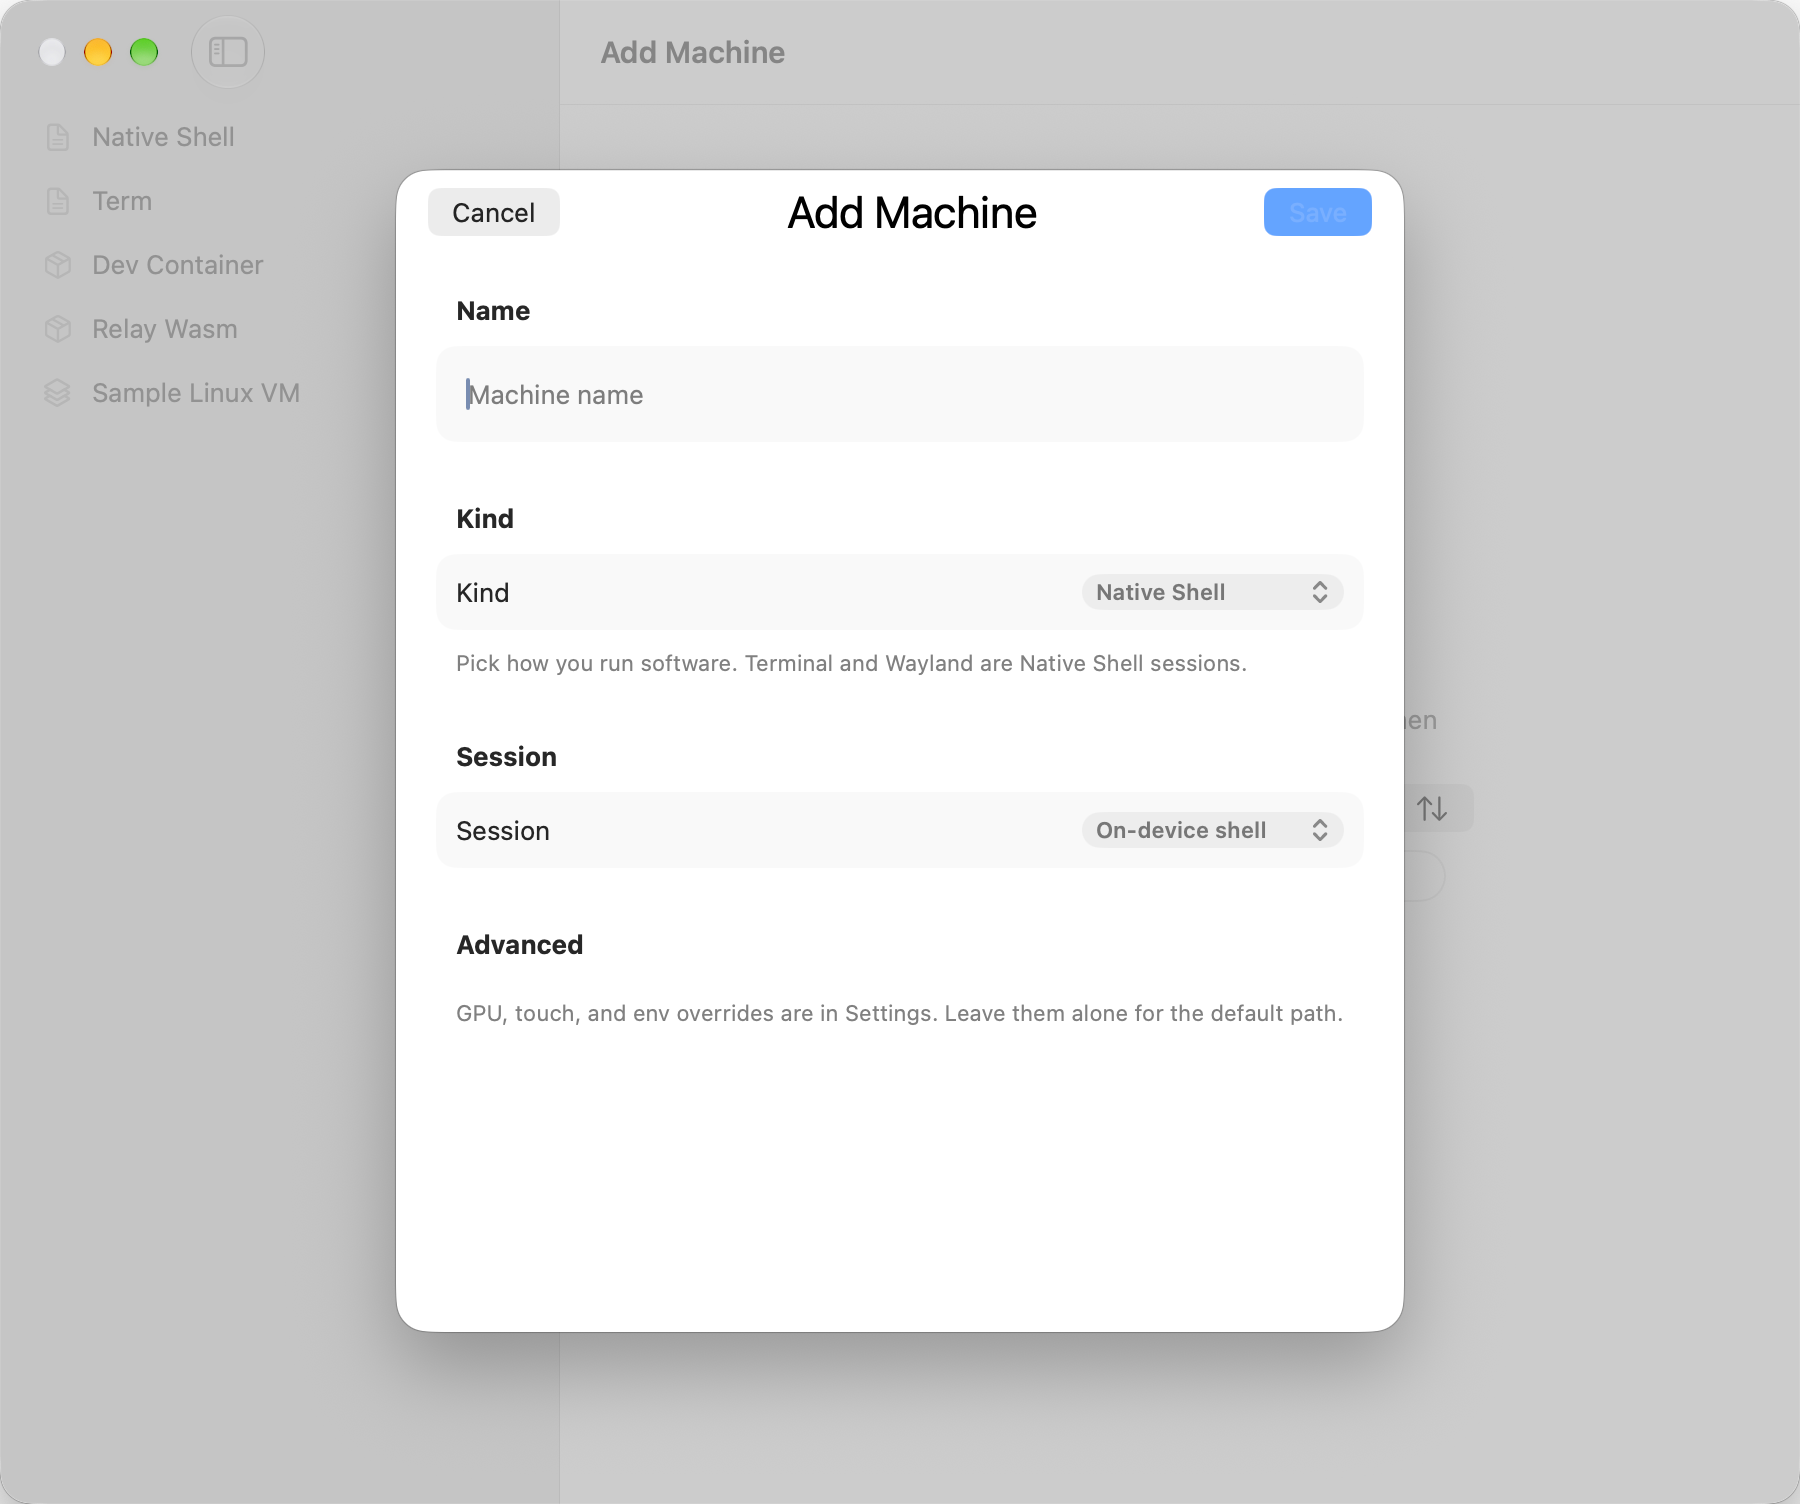 Add Machine
Native Shell
Term
Dev Container
Relay Wasm
Sample Linux VM
Cancel
Add Machine
Save
Name
Machine name
Kind
Kind
Native Shell
Pick how you run software. Terminal and Wayland are Native Shell sessions.
Session
Session
On-device shell
Advanced
GPU, touch, and env overrides are in Settings. Leave them alone for the default path.